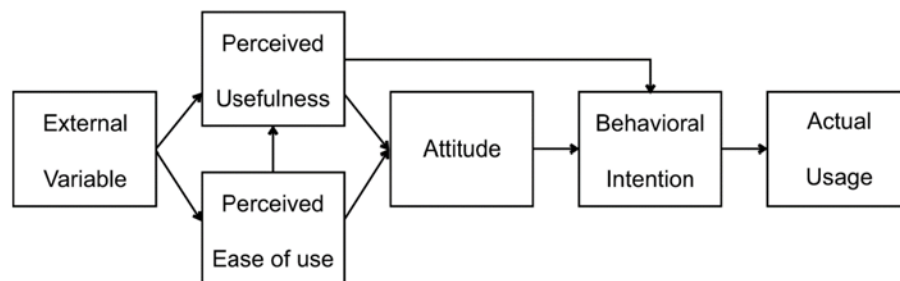 Perceived
Usefulness
External
Variable
Perceived
Ease of use
Attitude
Behavioral
Intention
Actual
Usage